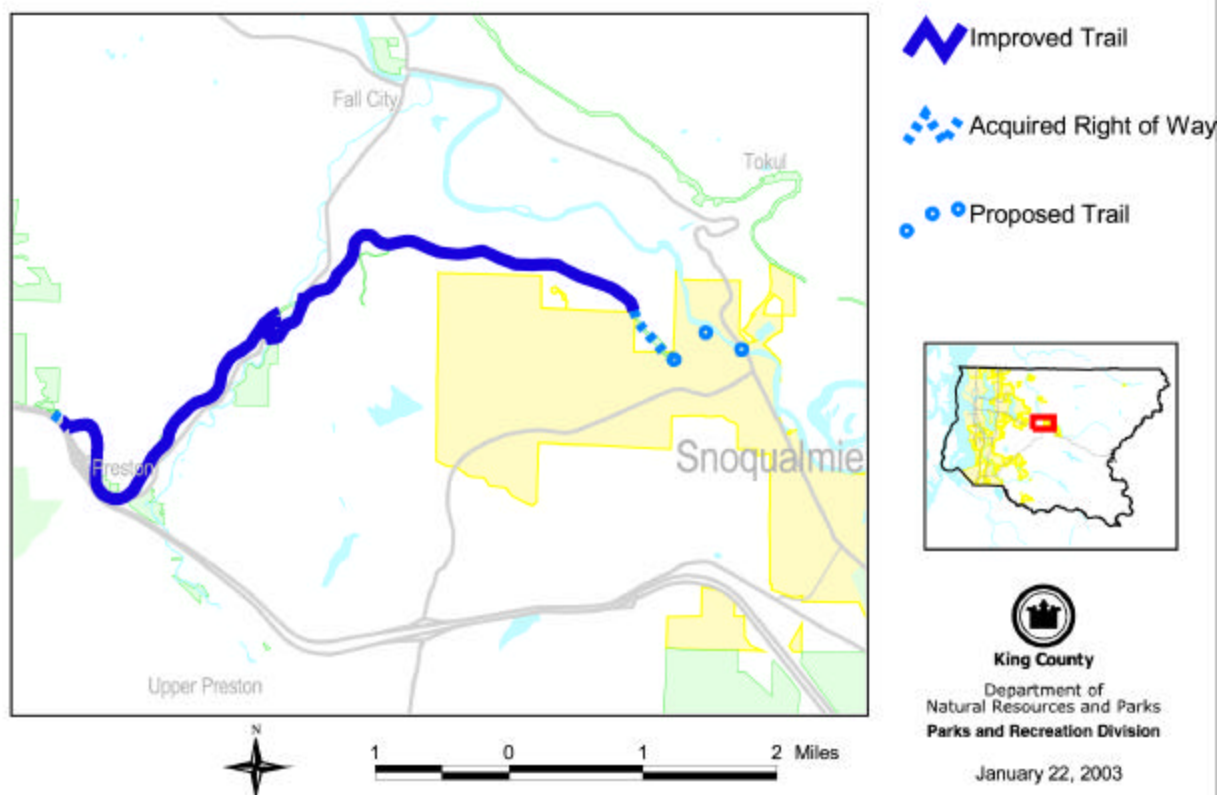 Improved Trail
Fall City
Acquired Right of Way
Tokul
Proposed Trail
Snoqualmie
Preston
Upper Preston
King County
Department of
Natural Resources and Parks
Parks and Recreation Division
January 22, 2003
N
1 0 1 2 Miles